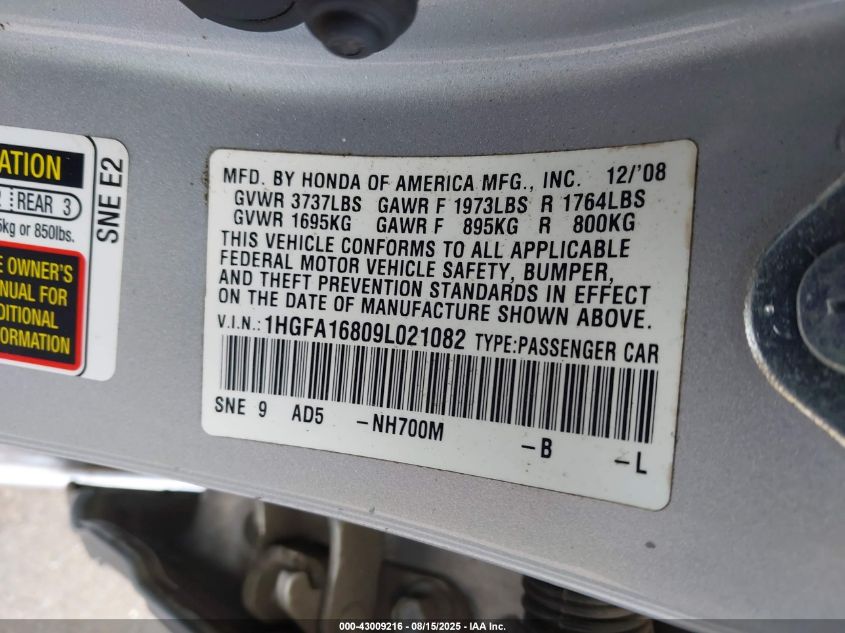 ATION
REAR 3
5kg or 850lbs.
E OWNER'S
NUAL FOR
DITIONAL
FORMATION
SNE E2
MFD. BY HONDA OF AMERICA MFG., INC. 12/'08
GVWR 3737LBS GAWR F 1973LBS R 1764LBS
GVWR 1695KG GAWR F 895KG R 800KG
THIS VEHICLE CONFORMS TO ALL APPLICABLE
FEDERAL MOTOR VEHICLE SAFETY, BUMPER,
AND THEFT PREVENTION STANDARDS IN EFFECT
ON THE DATE OF MANUFACTURE SHOWN ABOVE.
V.I.N.:1HGFA16809L021082 TYPE:PASSENGER CAR
SNE 9 AD5 -NH700M -B -L
000-43009216 - 08/15/2025 - IAA Inc.